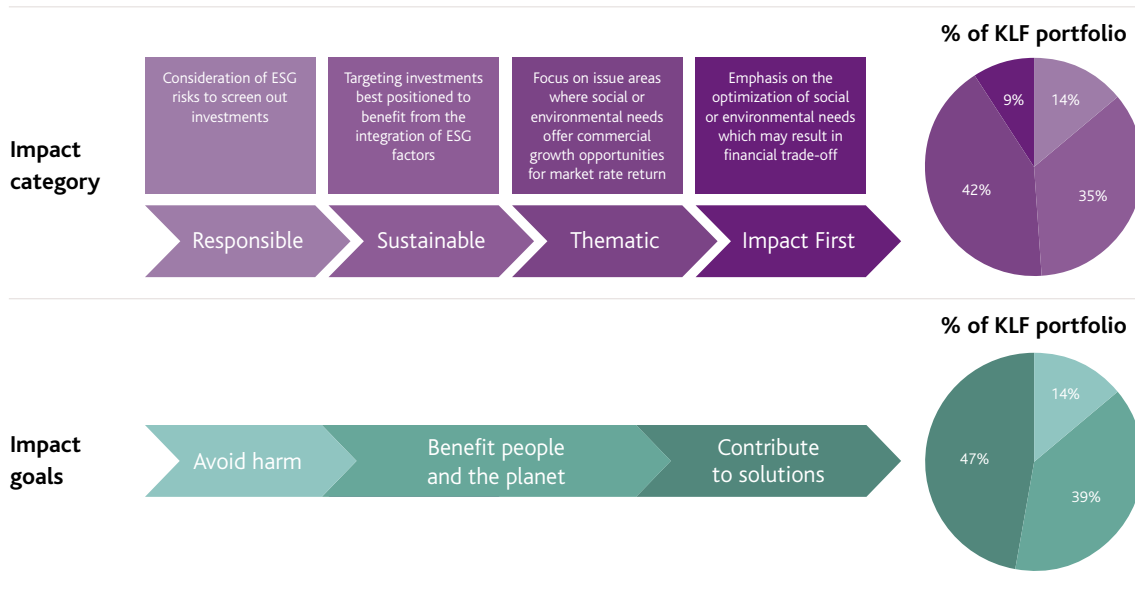 % of KLF portfolio
Impact
category
Consideration of ESG
risks to screen out
investments
Targeting investments
best positioned to
benefit from the
integration of ESG
factors
Focus on issue areas
where social or
environmental needs
offer commercial
growth opportunities
for market rate return
Emphasis on the
optimization of social
or environmental needs
which may result in
financial trade-off
Responsible
Sustainable
Thematic
Impact First
9%
14%
42%
35%
% of KLF portfolio
Impact
goals
Avoid harm
Benefit people
and the planet
Contribute
to solutions
14%
47%
39%